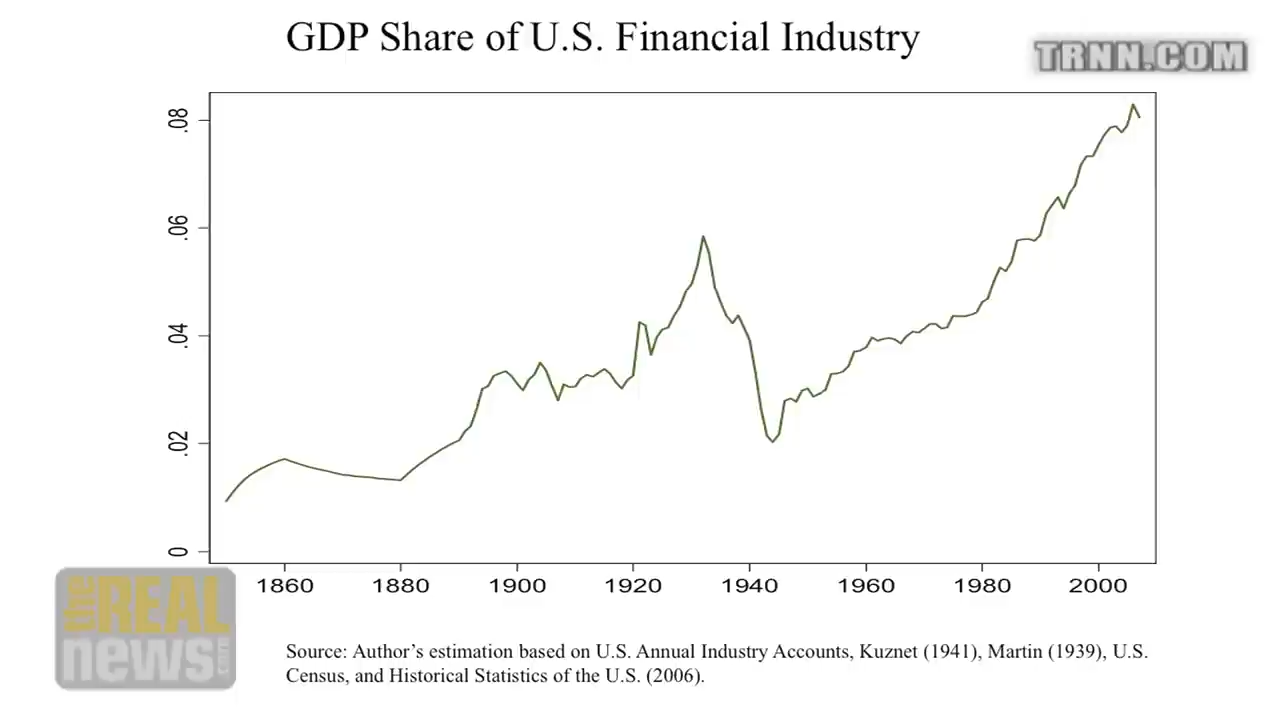 GDP Share of U.S. Financial Industry
TRNN.COM
.08
.06
.04
.02
0
1860 1880 1900 1920 1940 1960 1980 2000
the REAL
news.com
Source: Author’s estimation based on U.S. Annual Industry Accounts, Kuznet (1941), Martin (1939), U.S.
Census, and Historical Statistics of the U.S. (2006).